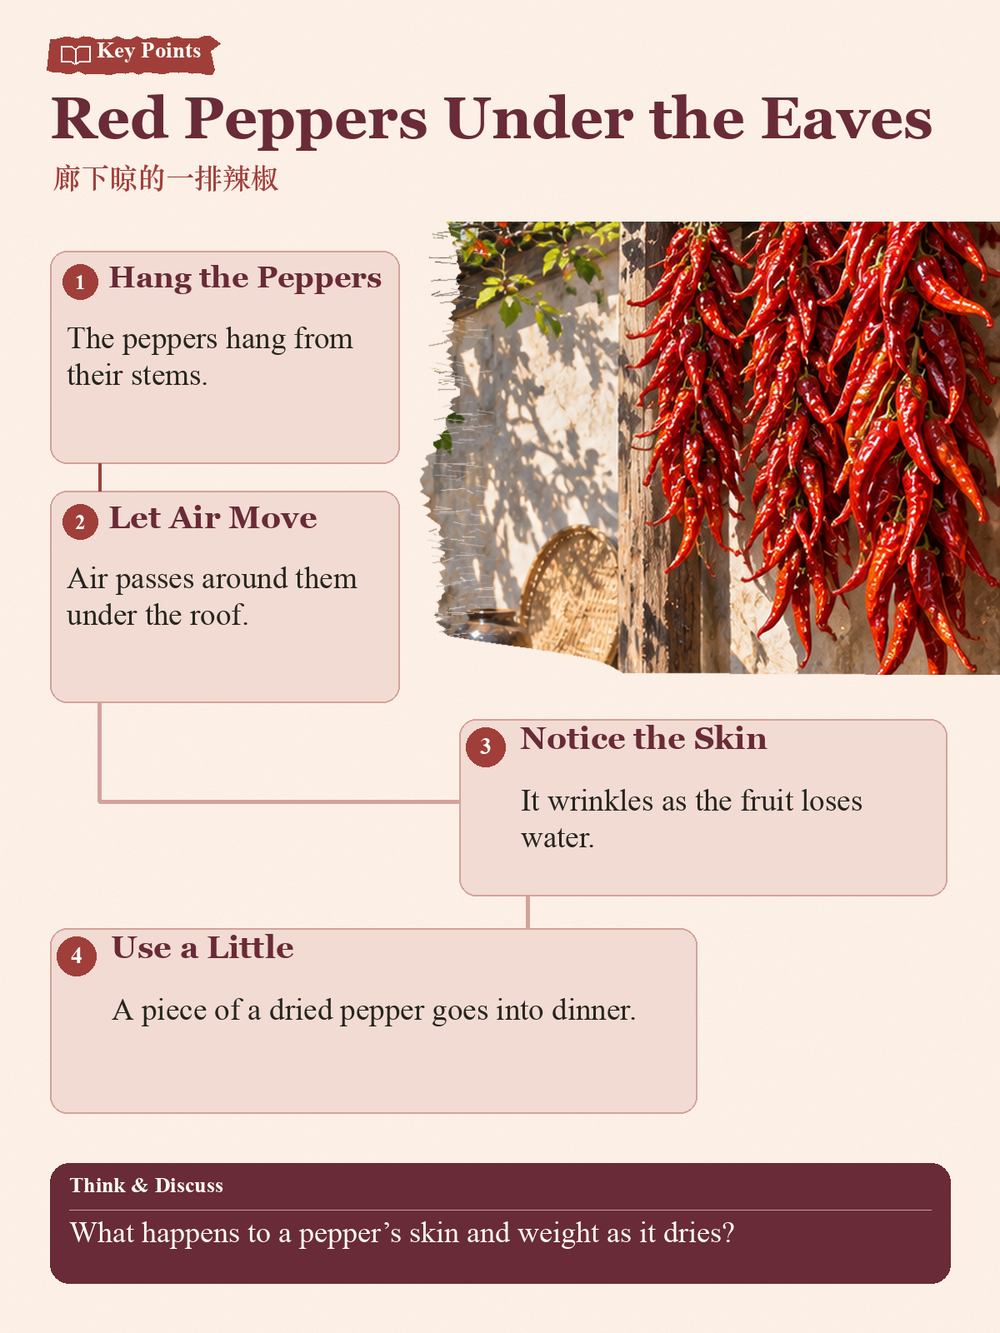 Key Points
Red Peppers Under the Eaves
廊下晾的一排辣椒
1 Hang the Peppers
The peppers hang from
their stems.
2 Let Air Move
Air passes around them
under the roof.
3 Notice the Skin
It wrinkles as the fruit loses
water.
4 Use a Little
A piece of a dried pepper goes into dinner.
Think & Discuss
What happens to a pepper’s skin and weight as it dries?